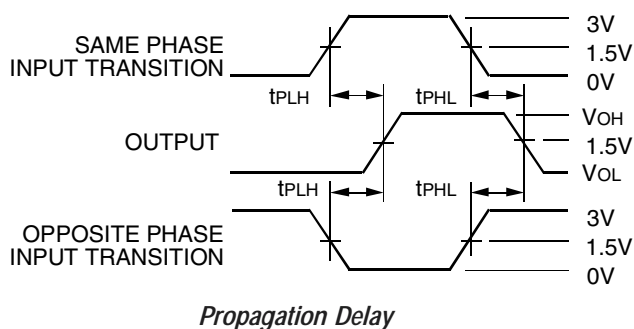 SAME PHASE
INPUT TRANSITION
3V
1.5V
0V
tPLH
tPHL
OUTPUT
VOH
1.5V
VOL
tPLH
tPHL
OPPOSITE PHASE
INPUT TRANSITION
3V
1.5V
0V
Propagation Delay